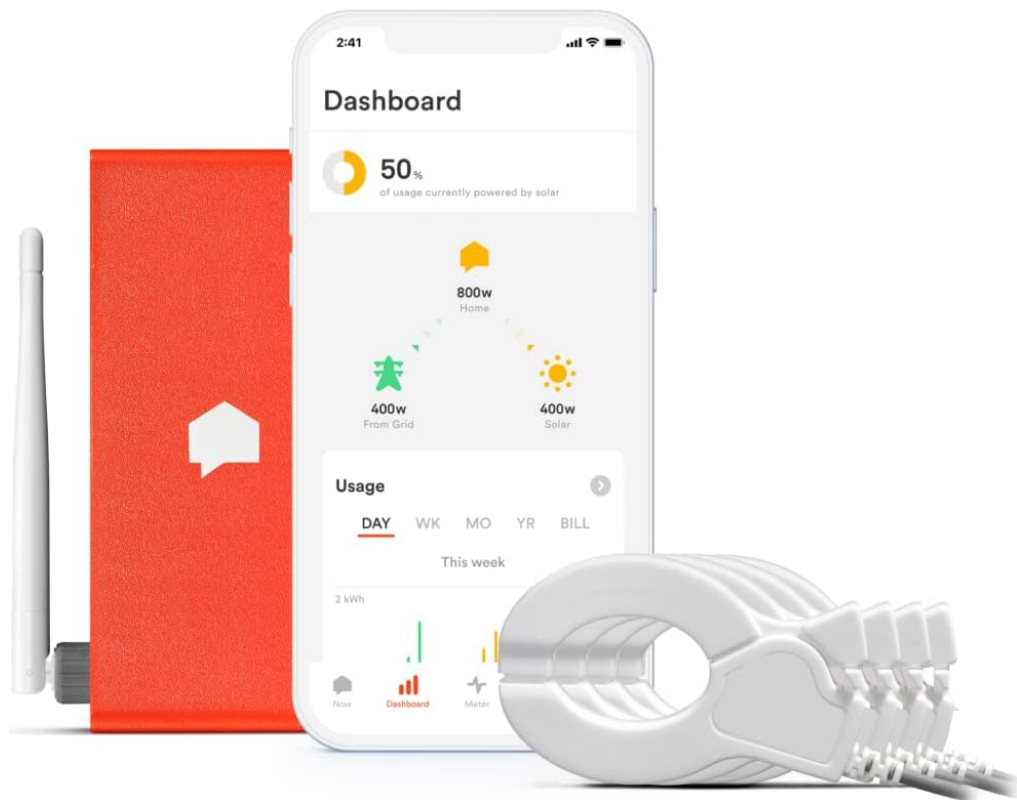 2:41
Dashboard
50%
of usage currently powered by solar
800w
Home
400w
From Grid
400w
Solar
Usage
DAY WK MO YR BILL
This week
2 kWh
Now Dashboard Meter